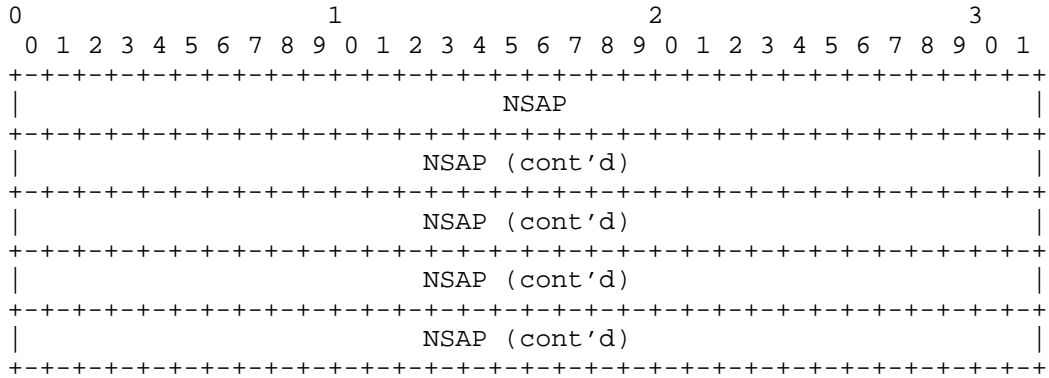 0                   1                   2                   3
 0 1 2 3 4 5 6 7 8 9 0 1 2 3 4 5 6 7 8 9 0 1 2 3 4 5 6 7 8 9 0 1
+-+-+-+-+-+-+-+-+-+-+-+-+-+-+-+-+-+-+-+-+-+-+-+-+-+-+-+-+-+-+-+-+
|                              NSAP                             |
+-+-+-+-+-+-+-+-+-+-+-+-+-+-+-+-+-+-+-+-+-+-+-+-+-+-+-+-+-+-+-+-+
|                         NSAP (cont’d)                         |
+-+-+-+-+-+-+-+-+-+-+-+-+-+-+-+-+-+-+-+-+-+-+-+-+-+-+-+-+-+-+-+-+
|                         NSAP (cont’d)                         |
+-+-+-+-+-+-+-+-+-+-+-+-+-+-+-+-+-+-+-+-+-+-+-+-+-+-+-+-+-+-+-+-+
|                         NSAP (cont’d)                         |
+-+-+-+-+-+-+-+-+-+-+-+-+-+-+-+-+-+-+-+-+-+-+-+-+-+-+-+-+-+-+-+-+
|                         NSAP (cont’d)                         |
+-+-+-+-+-+-+-+-+-+-+-+-+-+-+-+-+-+-+-+-+-+-+-+-+-+-+-+-+-+-+-+-+